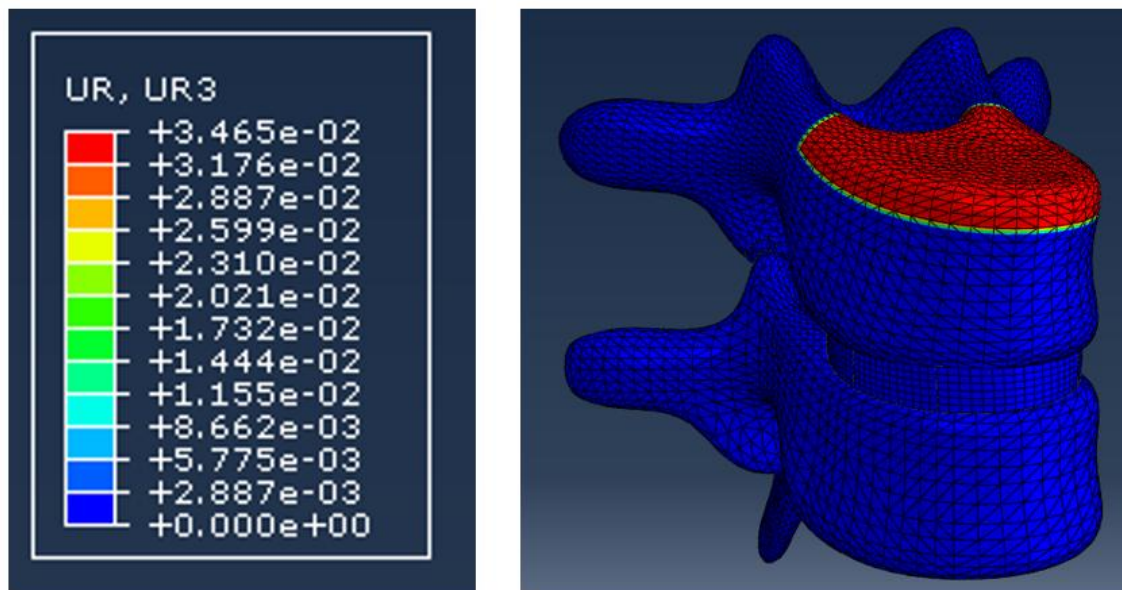 UR, UR3
+3.465e-02
+3.176e-02
+2.887e-02
+2.599e-02
+2.310e-02
+2.021e-02
+1.732e-02
+1.444e-02
+1.155e-02
+8.662e-03
+5.775e-03
+2.887e-03
+0.000e+00